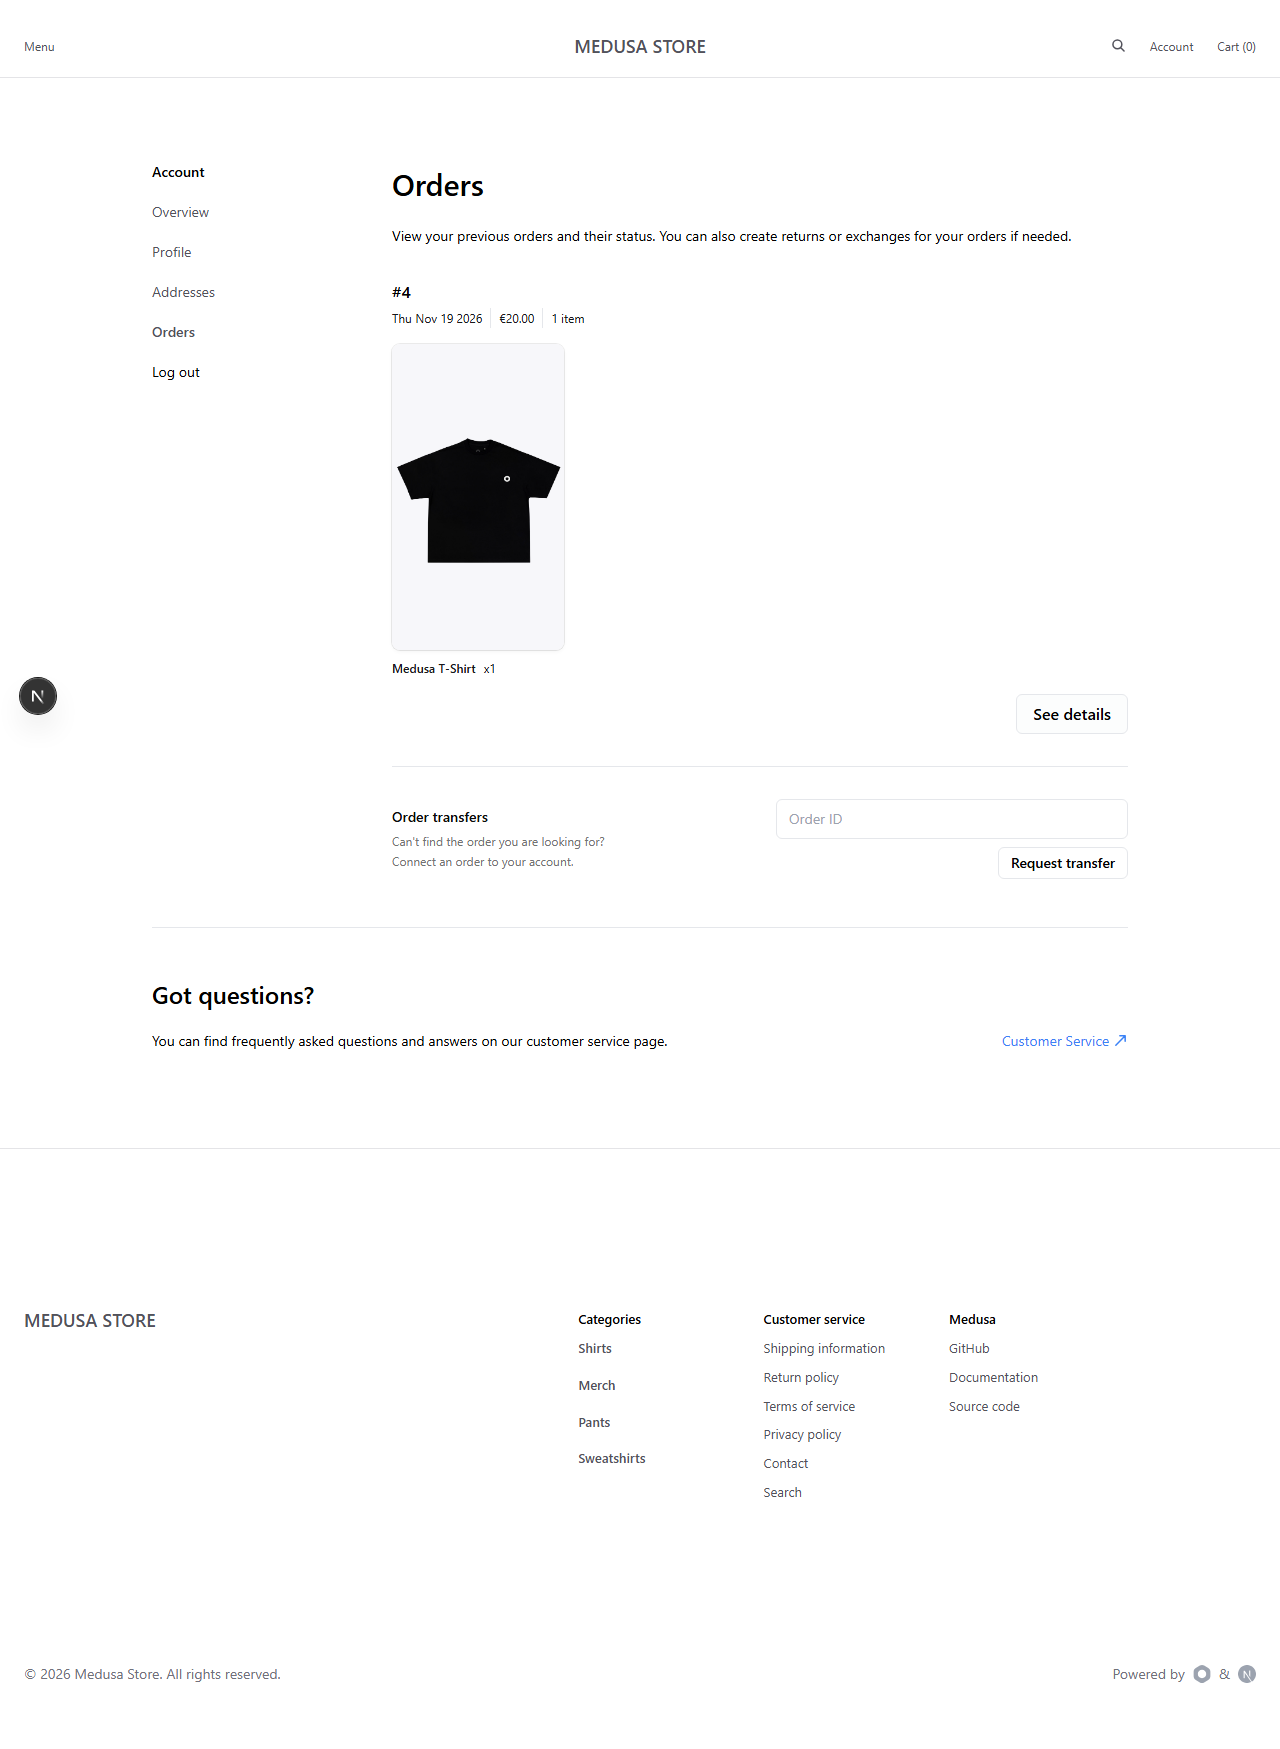 Menu
MEDUSA STORE
Account
Cart (0)
Account
Overview
Profile
Addresses
Orders
Log out
Orders
View your previous orders and their status. You can also create returns or exchanges for your orders if needed.
#4
Thu Nov 19 2026
€20.00
1 item
Medusa T-Shirt x1
See details
Order transfers
Can't find the order you are looking for?
Connect an order to your account.
Order ID
Request transfer
Got questions?
You can find frequently asked questions and answers on our customer service page.
Customer Service
MEDUSA STORE
Categories
Shirts
Merch
Pants
Sweatshirts
Customer service
Shipping information
Return policy
Terms of service
Privacy policy
Contact
Search
Medusa
GitHub
Documentation
Source code
© 2026 Medusa Store. All rights reserved.
Powered by & N
N